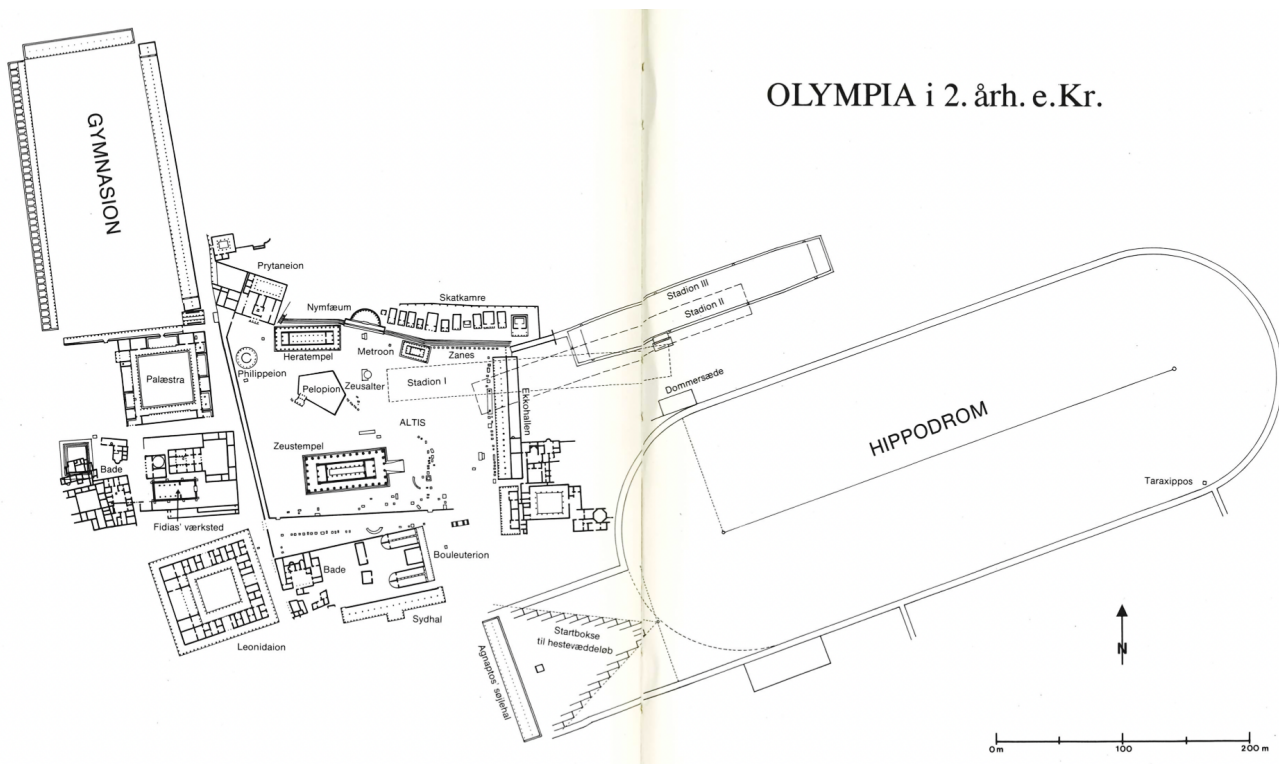 OLYMPIA i 2. årh. e.Kr.
GYMNASION
Prytaneion
Nymfæum
Skatkamre
Stadion III
Stadion II
Heratempel
Metroon
Zanes
Philippeion
Palæstra
Pelopion
Zeusalter
Stadion I
Ekkohallen
Dommersæde
ALTIS
HIPPODROM
Zeustempel
Bade
Taraxippos
Fidias' værksted
Bouleuterion
Bade
Sydhal
Leonidaion
Startbokse
til hestevæddeløb
Agnaptos' søjlehal
N
0m 100 200 m